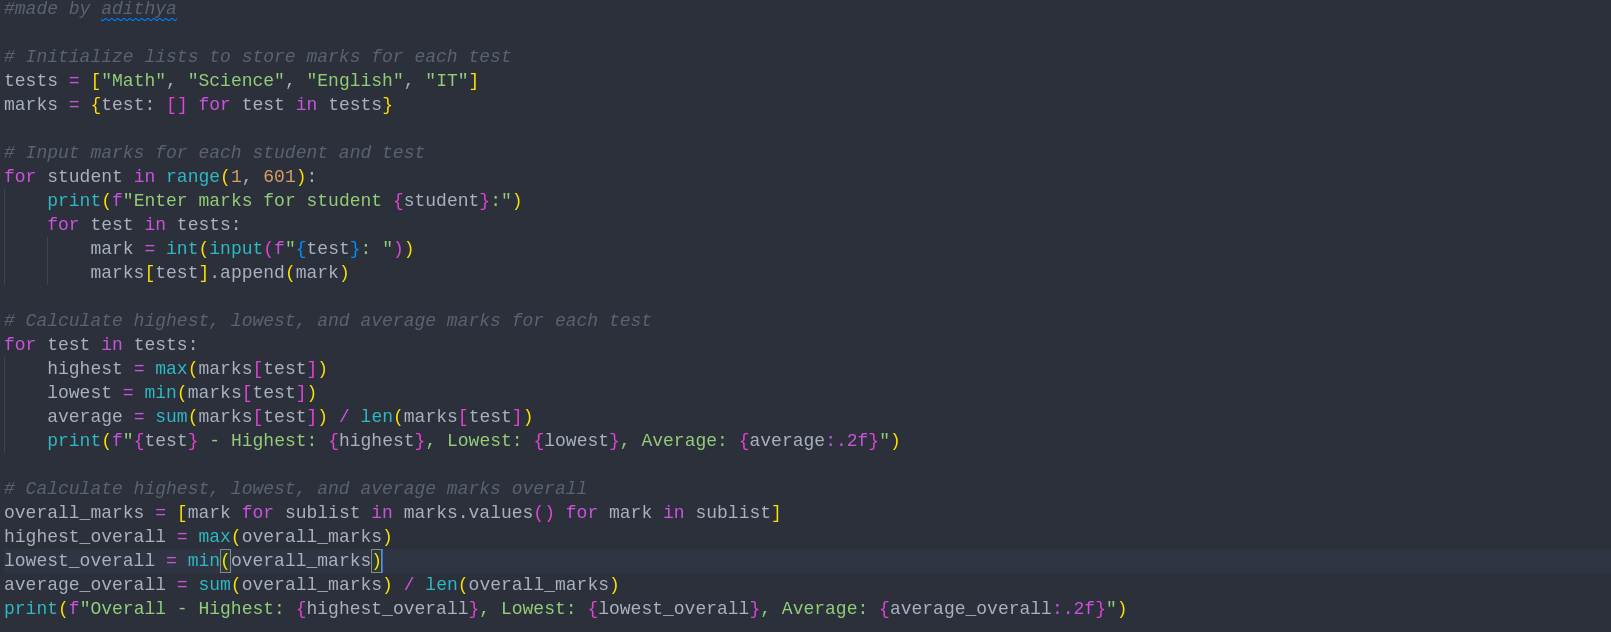 #made by adithya

# Initialize lists to store marks for each test
tests = ["Math", "Science", "English", "IT"]
marks = {test: [] for test in tests}

# Input marks for each student and test
for student in range(1, 601):
    print(f"Enter marks for student {student}:")
    for test in tests:
        mark = int(input(f"{test}: "))
        marks[test].append(mark)

# Calculate highest, lowest, and average marks for each test
for test in tests:
    highest = max(marks[test])
    lowest = min(marks[test])
    average = sum(marks[test]) / len(marks[test])
    print(f"{test} - Highest: {highest}, Lowest: {lowest}, Average: {average:.2f}")

# Calculate highest, lowest, and average marks overall
overall_marks = [mark for sublist in marks.values() for mark in sublist]
highest_overall = max(overall_marks)
lowest_overall = min(overall_marks)
average_overall = sum(overall_marks) / len(overall_marks)
print(f"Overall - Highest: {highest_overall}, Lowest: {lowest_overall}, Average: {average_overall:.2f}")